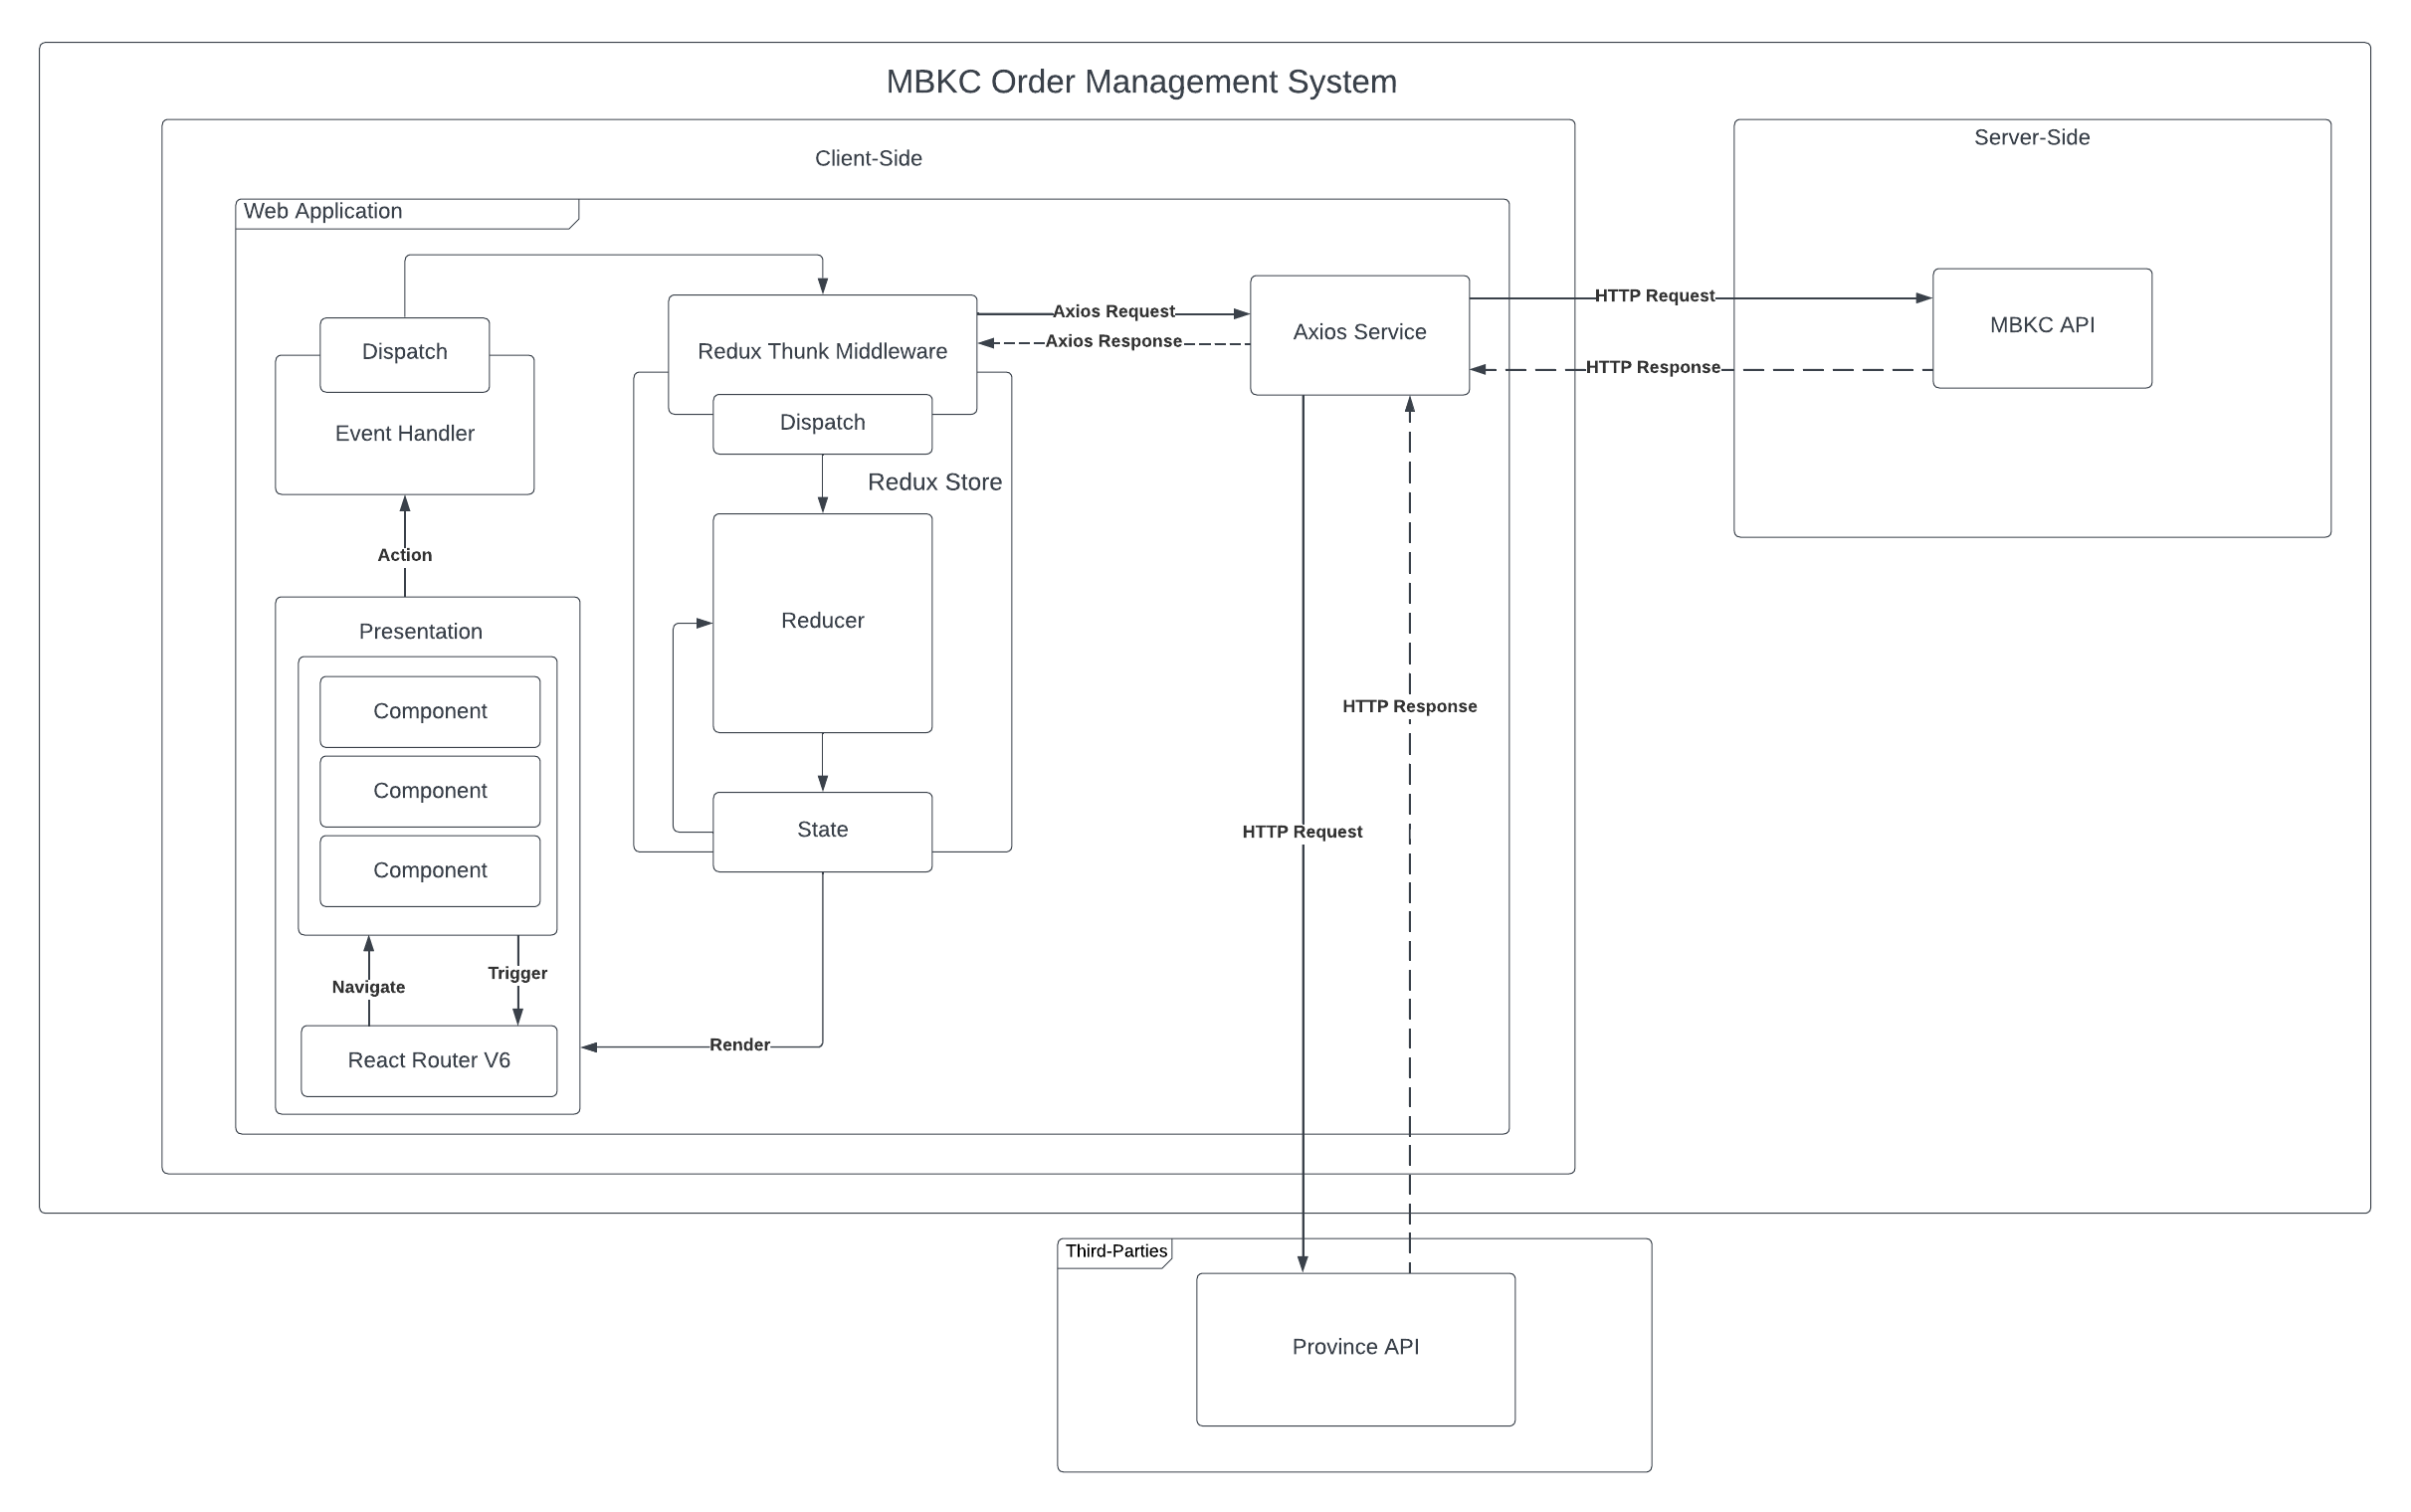 MBKC Order Management System
Client-Side
Server-Side
Web Application
Dispatch
Event Handler
Redux Thunk Middleware
Dispatch
Redux Store
Axios Request
Axios Response
Axios Service
HTTP Request
HTTP Response
MBKC API
Action
Presentation
Component
Component
Component
Navigate
Trigger
React Router V6
Reducer
State
Render
HTTP Response
HTTP Request
Third-Parties
Province API